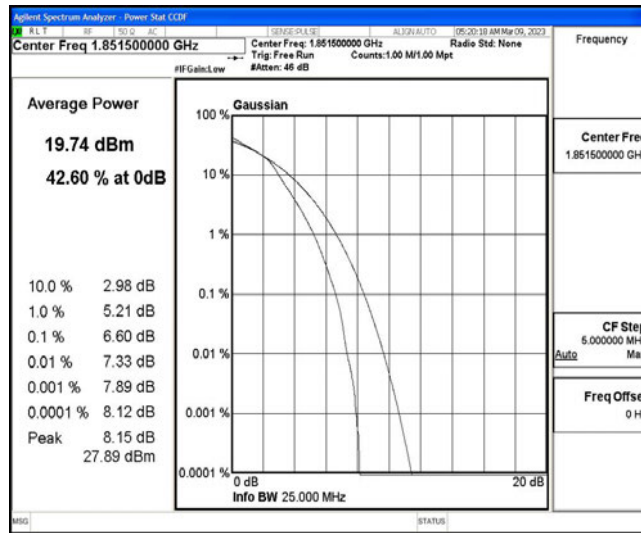 Agilent Spectrum Analyzer - Power Stat CCDF
RLT RF 50 Ω AC SENSE:PULSE ALIGN AUTO 05:20:18 AM Mar 09, 2023
Center Freq 1.851500000 GHz
Center Freq: 1.851500000 GHz Radio Std: None
Trig: Free Run Counts:1.00 M/1.00 Mpt
#IFGain:Low #Atten: 46 dB
Frequency
Average Power
19.74 dBm
42.60 % at 0dB
10.0 % 2.98 dB
1.0 % 5.21 dB
0.1 % 6.60 dB
0.01 % 7.33 dB
0.001 % 7.89 dB
0.0001 % 8.12 dB
Peak 8.15 dB
27.89 dBm
Gaussian
100 %
10 %
1 %
0.1 %
0.01 %
0.001 %
0.0001 %
0 dB 20 dB
Info BW 25.000 MHz
Center Fre
1.851500000 GH
CF Step
5.000000 MH
Auto Ma
Freq Offse
0 H
MSG STATUS